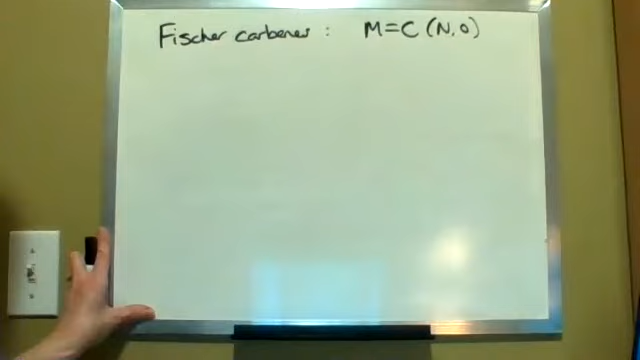 Fischer carbenes : M=C (N,O)